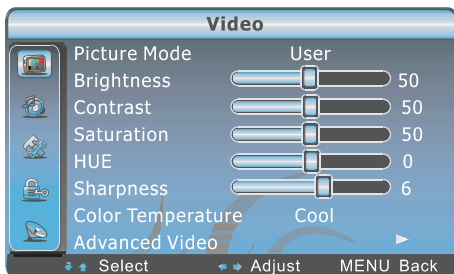 Video
Picture Mode User
Brightness 50
Contrast 50
Saturation 50
HUE 0
Sharpness 6
Color Temperature Cool
Advanced Video
Select Adjust MENU Back